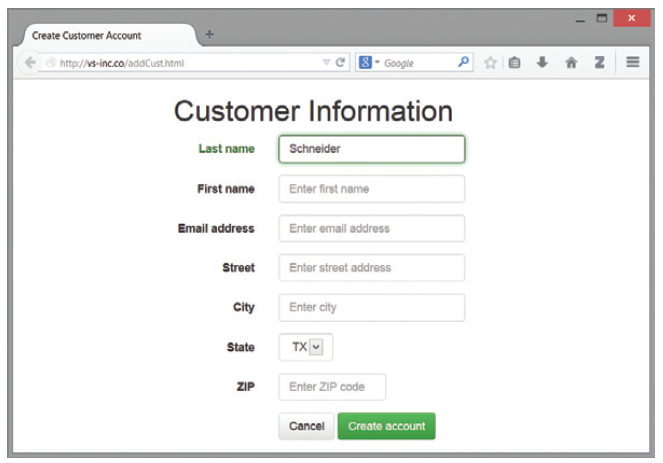 Create Customer Account +
http://vs-inc.co/addCust.html 8 Google Z
Customer Information
Last name Schneider
First name Enter first name
Email address Enter email address
Street Enter street address
City Enter city
State TX
ZIP Enter ZIP code
Cancel Create account